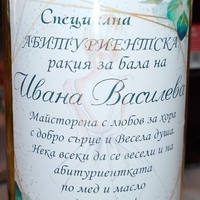 Специална
АБИТУРИЕНТСКА
ракия за бала на
Ивана Василева
Майсторена с любов за хора
с добро сърце и Весела душа.
Нека всеки да се весели и на
абитуриентката
по мед и масло